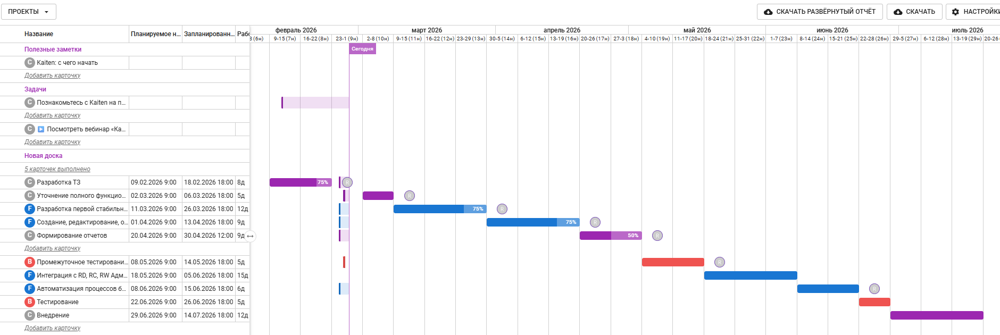 ПРОЕКТЫ
СКАЧАТЬ РАЗВЁРНУТЫЙ ОТЧЁТ
СКАЧАТЬ
НАСТРОЙКИ
Название Планируемое н... Запланированн... Рабо
февраль 2026 март 2026 апрель 2026 май 2026 июнь 2026 июль 2026
8 (6н) 9-15 (7н) 16-22 (8н) 23-1 (9н) 2-8 (10н) 9-15 (11н) 16-22 (12н) 23-29 (13н) 30-5 (14н) 6-12 (15н) 13-19 (16н) 20-26 (17н) 27-3 (18н) 4-10 (19н) 11-17 (20н) 18-24 (21н) 25-31 (22н) 1-7 (23н) 8-14 (24н) 15-21 (25н) 22-28 (26н) 29-5 (27н) 6-12 (28н) 13-19 (29н) 20-26
Полезные заметки
Сегодня
C Kaiten: с чего начать
Добавить карточку
Задачи
C Познакомьтесь с Kaiten на п...
Добавить карточку
C Посмотреть вебинар «Ка...
Добавить карточку
Новая доска
5 карточек выполнено
C Разработка ТЗ 09.02.2026 9:00 18.02.2026 18:00 8д 75% R
C Уточнение полного функцио... 02.03.2026 9:00 06.03.2026 18:00 5д R
F Разработка первой стабильн... 11.03.2026 9:00 26.03.2026 18:00 12д 75% R
F Создание, редактирование, о... 01.04.2026 9:00 13.04.2026 18:00 9д 75% R
C Формирование отчетов 20.04.2026 9:00 30.04.2026 12:00 9д 50% R
Добавить карточку
B Промежуточное тестировани... 08.05.2026 9:00 14.05.2026 18:00 5д R
F Интеграция с RD, RC, RW Адм... 18.05.2026 9:00 05.06.2026 18:00 15д
F Автоматизация процессов б... 08.06.2026 9:00 15.06.2026 18:00 6д R
B Тестирование 22.06.2026 9:00 26.06.2026 18:00 5д
C Внедрение 29.06.2026 9:00 14.07.2026 18:00 12д
Добавить карточку